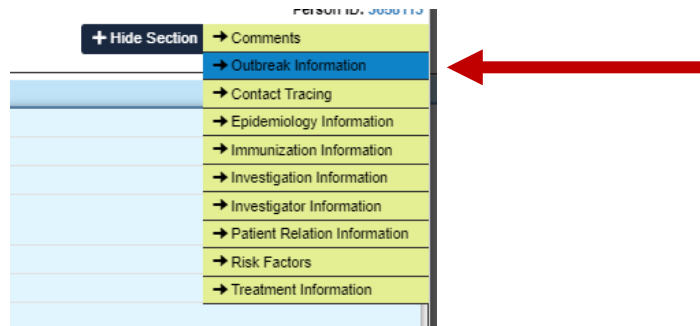 Person ID: 3658113
+ Hide Section
→ Comments
→ Outbreak Information
→ Contact Tracing
→ Epidemiology Information
→ Immunization Information
→ Investigation Information
→ Investigator Information
→ Patient Relation Information
→ Risk Factors
→ Treatment Information